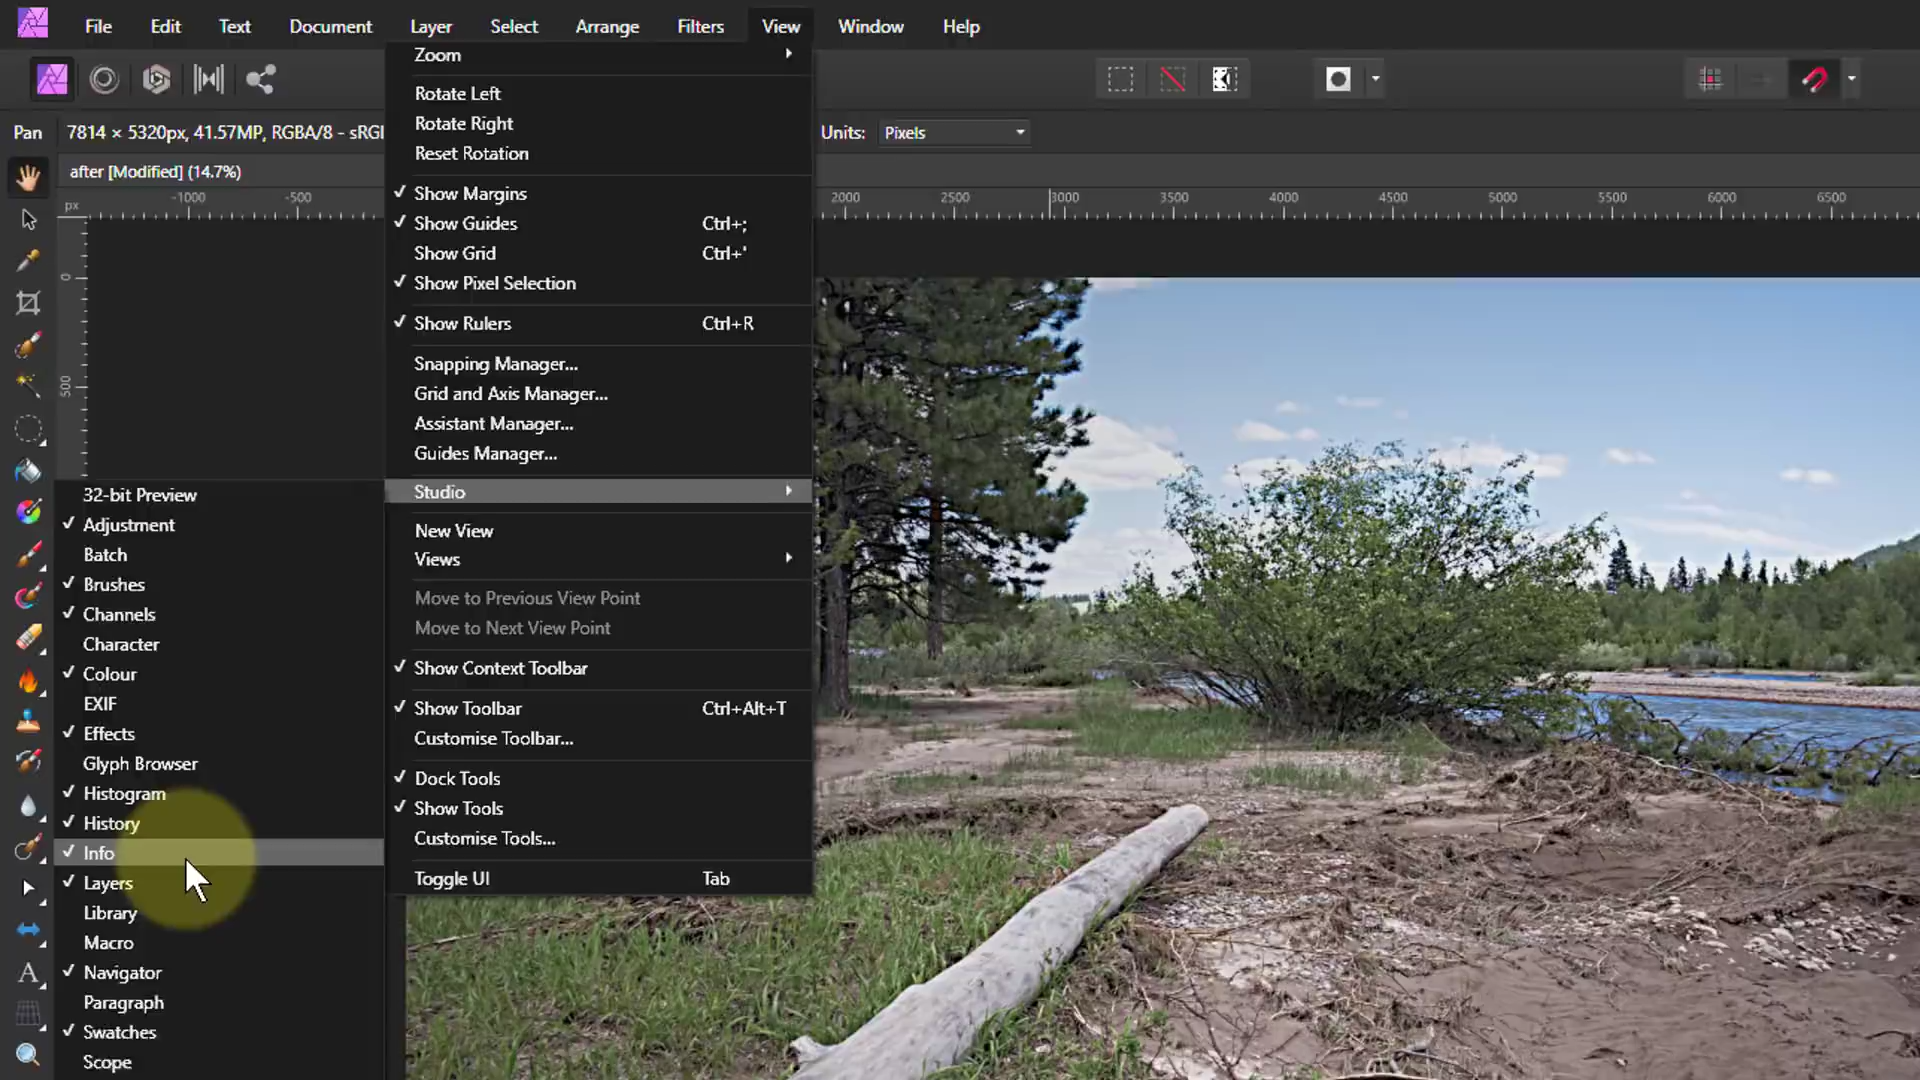 File Edit Text Document Layer Select Arrange Filters View Window Help
Pan 7814 × 5320px, 41.57MP, RGBA/8 - sRGI Units: Pixels
after [Modified] (14.7%)
px -1000 -500 2000 2500 3000 3500 4000 4500 5000 5500 6000 6500
0
500
Zoom
Rotate Left
Rotate Right
Reset Rotation
✓ Show Margins
✓ Show Guides Ctrl+;
Show Grid Ctrl+'
✓ Show Pixel Selection
✓ Show Rulers Ctrl+R
Snapping Manager...
Grid and Axis Manager...
Assistant Manager...
Guides Manager...
Studio
New View
Views
Move to Previous View Point
Move to Next View Point
✓ Show Context Toolbar
✓ Show Toolbar Ctrl+Alt+T
Customise Toolbar...
✓ Dock Tools
✓ Show Tools
Customise Tools...
Toggle UI Tab
32-bit Preview
✓ Adjustment
Batch
✓ Brushes
✓ Channels
Character
✓ Colour
EXIF
✓ Effects
Glyph Browser
✓ Histogram
✓ History
✓ Info
✓ Layers
Library
Macro
✓ Navigator
Paragraph
✓ Swatches
Scope